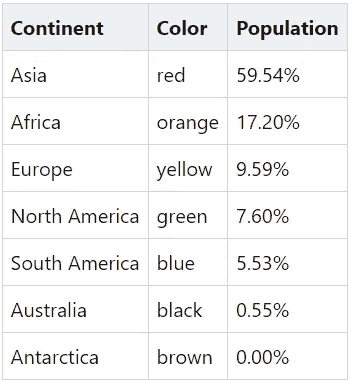 Continent Color Population
Asia red 59.54%
Africa orange 17.20%
Europe yellow 9.59%
North America green 7.60%
South America blue 5.53%
Australia black 0.55%
Antarctica brown 0.00%